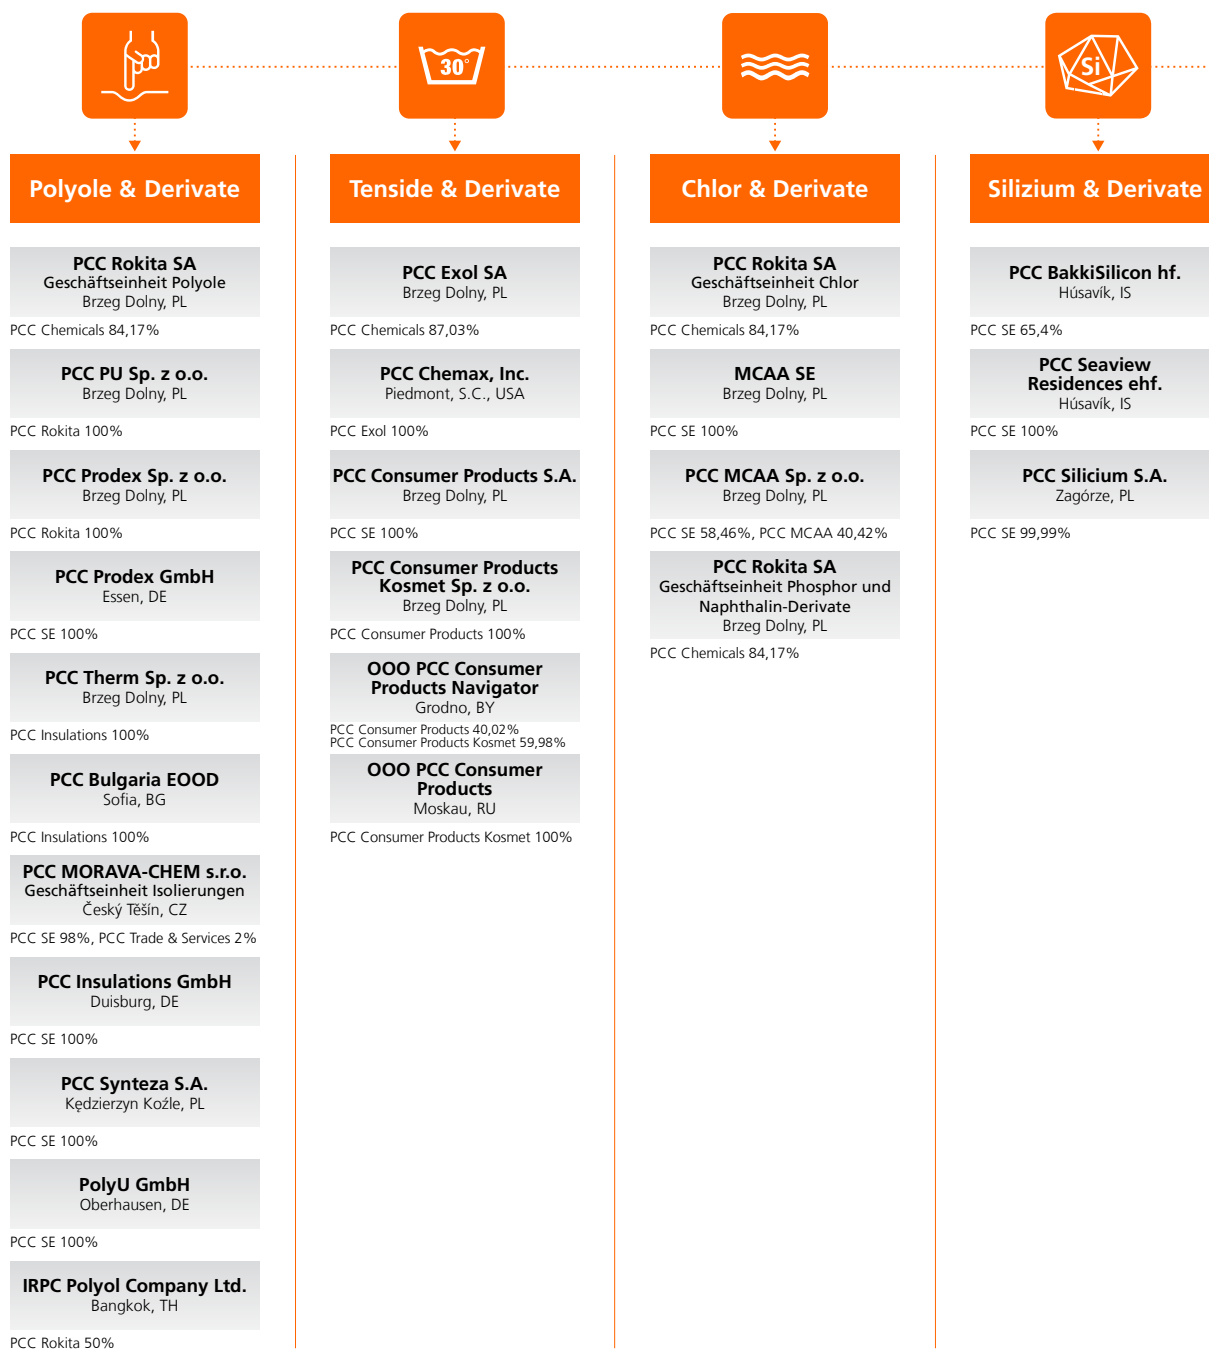 30°
Si
Polyole & Derivate
PCC Rokita SA
Geschäftseinheit Polyole
Brzeg Dolny, PL
PCC Chemicals 84,17%
PCC PU Sp. z o.o.
Brzeg Dolny, PL
PCC Rokita 100%
PCC Prodex Sp. z o.o.
Brzeg Dolny, PL
PCC Rokita 100%
PCC Prodex GmbH
Essen, DE
PCC SE 100%
PCC Therm Sp. z o.o.
Brzeg Dolny, PL
PCC Insulations 100%
PCC Bulgaria EOOD
Sofia, BG
PCC Insulations 100%
PCC MORAVA-CHEM s.r.o.
Geschäftseinheit Isolierungen
Český Těšín, CZ
PCC SE 98%, PCC Trade & Services 2%
PCC Insulations GmbH
Duisburg, DE
PCC SE 100%
PCC Synteza S.A.
Kędzierzyn Koźle, PL
PCC SE 100%
PolyU GmbH
Oberhausen, DE
PCC SE 100%
IRPC Polyol Company Ltd.
Bangkok, TH
PCC Rokita 50%
Tenside & Derivate
PCC Exol SA
Brzeg Dolny, PL
PCC Chemicals 87,03%
PCC Chemax, Inc.
Piedmont, S.C., USA
PCC Exol 100%
PCC Consumer Products S.A.
Brzeg Dolny, PL
PCC SE 100%
PCC Consumer Products
Kosmet Sp. z o.o.
Brzeg Dolny, PL
PCC Consumer Products 100%
OOO PCC Consumer
Products Navigator
Grodno, BY
PCC Consumer Products 40,02%
PCC Consumer Products Kosmet 59,98%
OOO PCC Consumer
Products
Moskau, RU
PCC Consumer Products Kosmet 100%
Chlor & Derivate
PCC Rokita SA
Geschäftseinheit Chlor
Brzeg Dolny, PL
PCC Chemicals 84,17%
MCAA SE
Brzeg Dolny, PL
PCC SE 100%
PCC MCAA Sp. z o.o.
Brzeg Dolny, PL
PCC SE 58,46%, PCC MCAA 40,42%
PCC Rokita SA
Geschäftseinheit Phosphor und
Naphthalin-Derivate
Brzeg Dolny, PL
PCC Chemicals 84,17%
Silizium & Derivate
PCC BakkiSilicon hf.
Húsavík, IS
PCC SE 65,4%
PCC Seaview
Residences ehf.
Húsavík, IS
PCC SE 100%
PCC Silicium S.A.
Zagórze, PL
PCC SE 99,99%